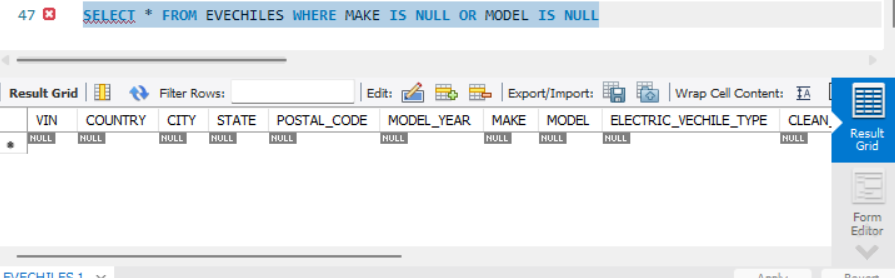 47 SELECT * FROM EVECHILES WHERE MAKE IS NULL OR MODEL IS NULL
Result Grid Filter Rows: Edit: Export/Import: Wrap Cell Content: IA
VIN COUNTRY CITY STATE POSTAL_CODE MODEL_YEAR MAKE MODEL ELECTRIC_VECHILE_TYPE CLEAN_
* NULL NULL NULL NULL NULL NULL NULL NULL NULL NULL
Result
Grid
Form
Editor
EVECHILES 1 Apply Revert